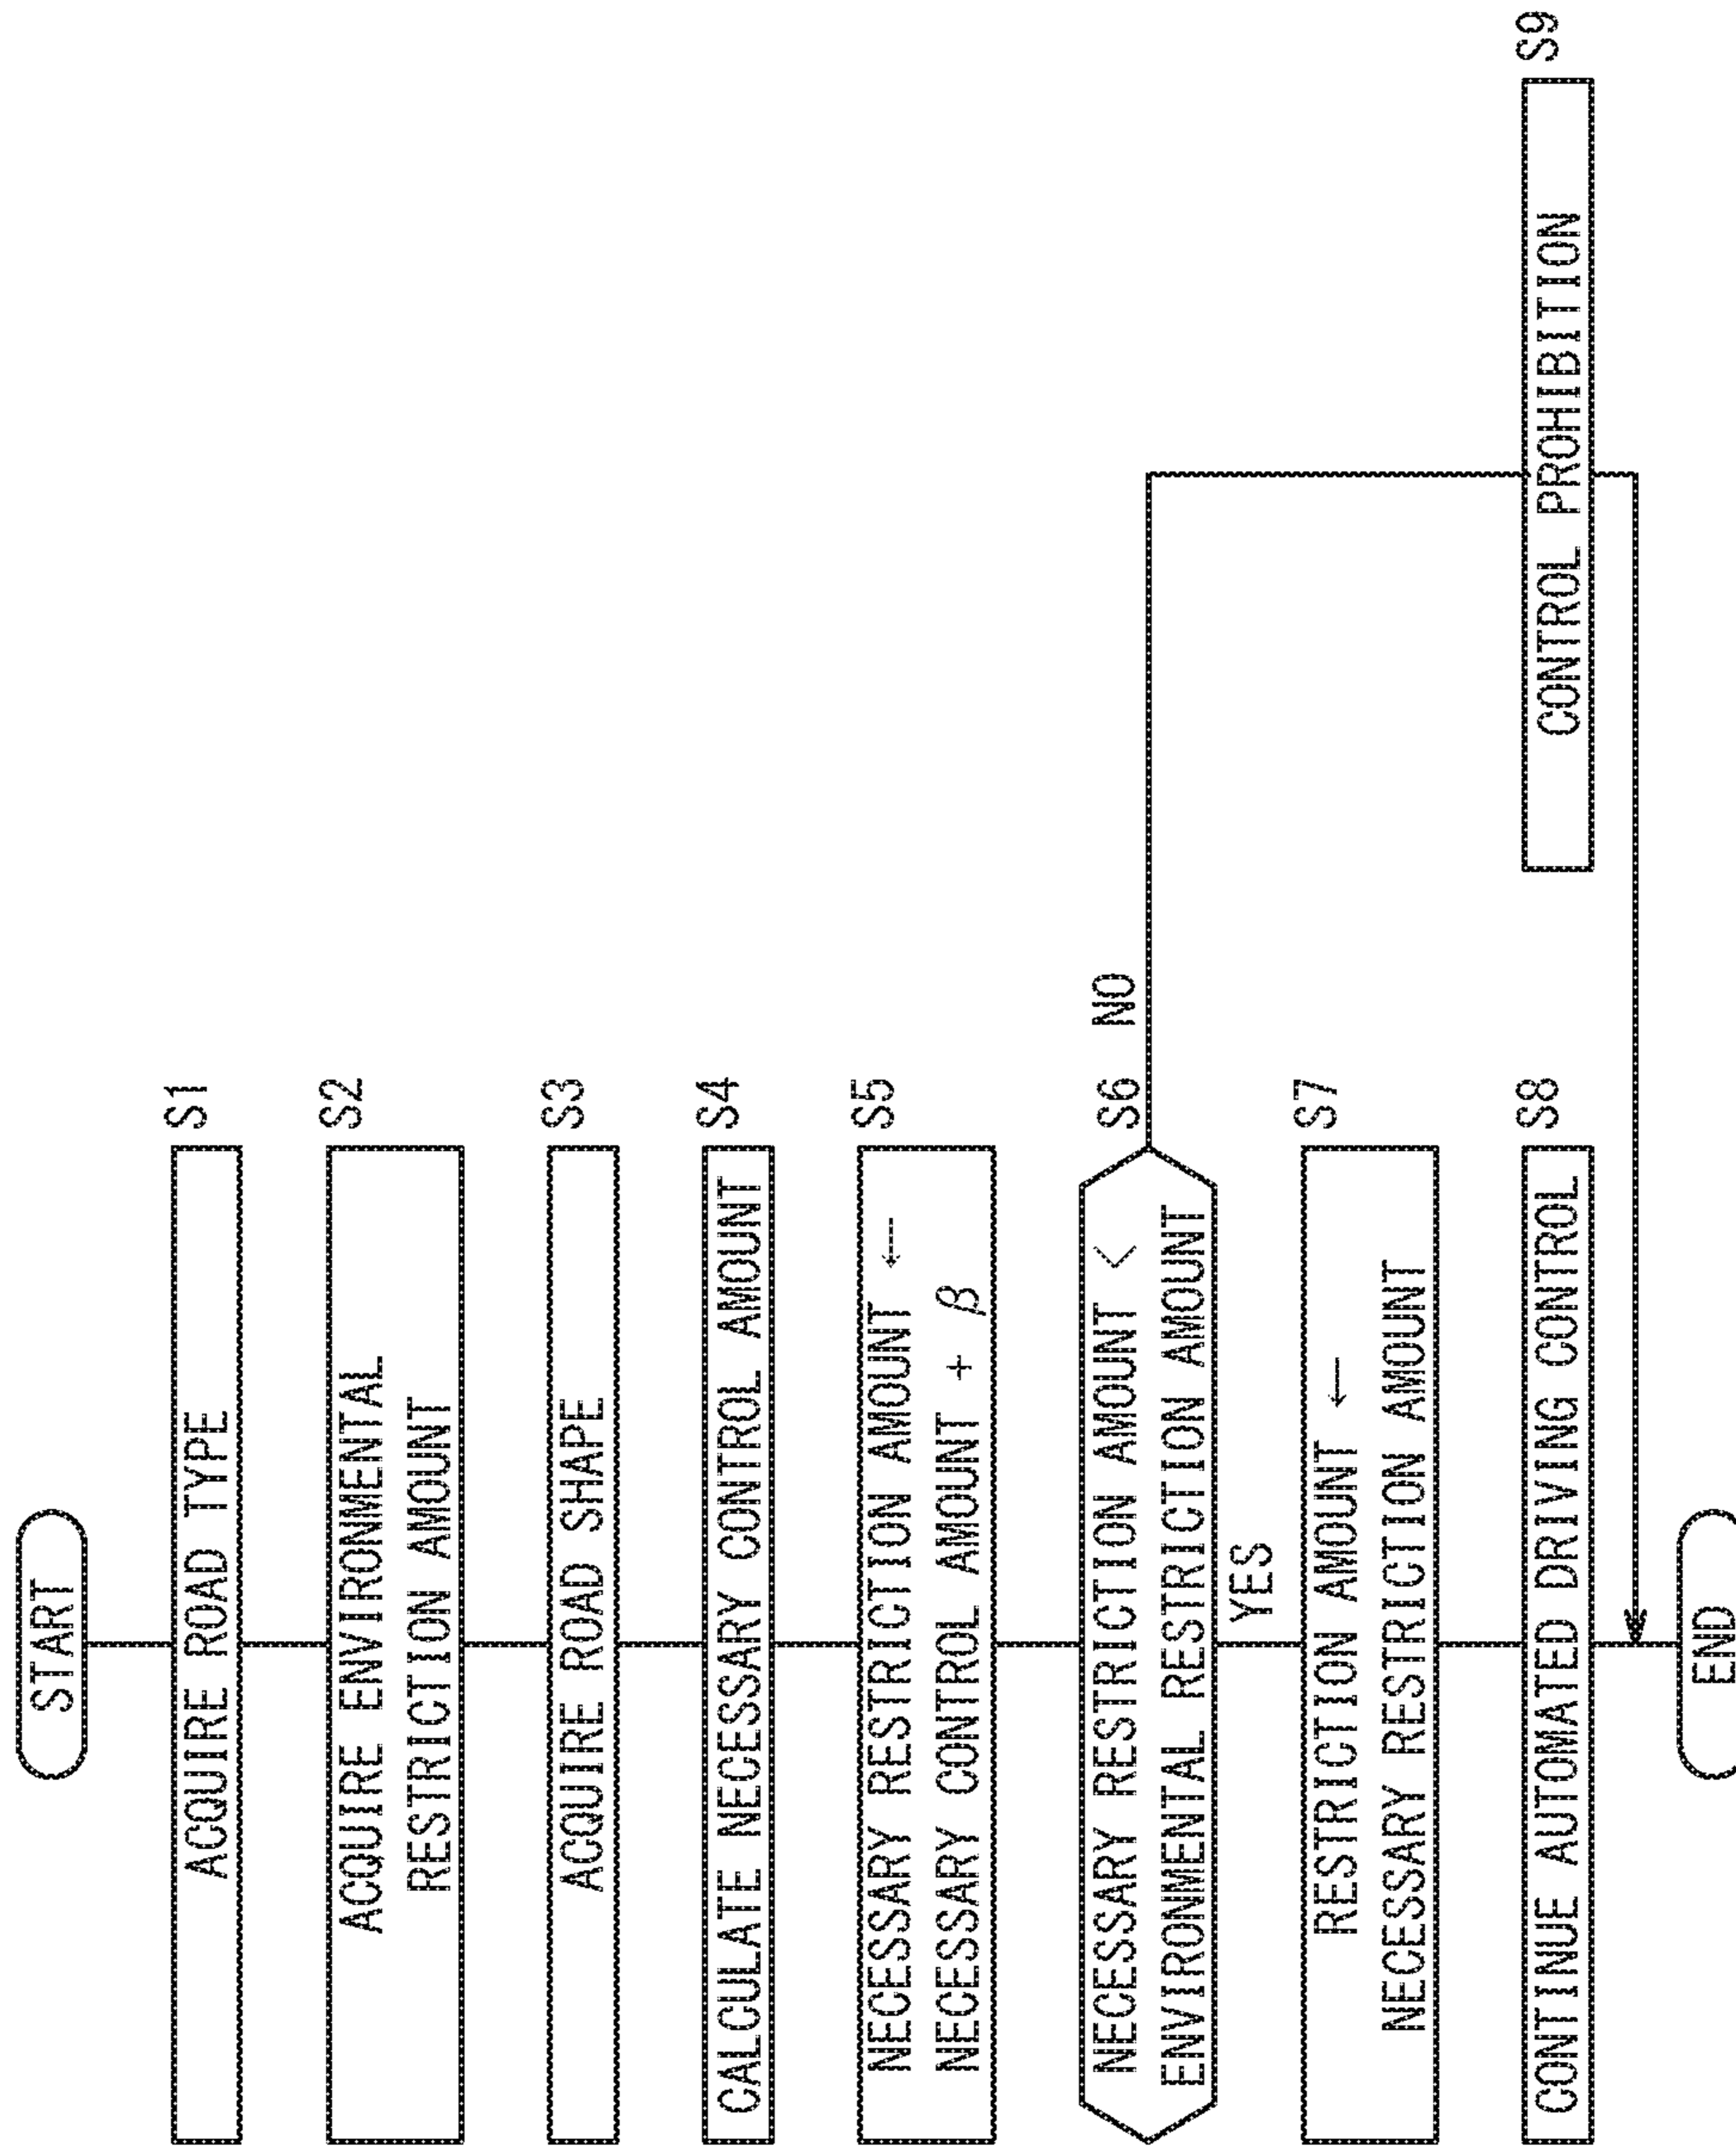 START
ACQUIRE ROAD TYPE
S1
ACQUIRE ENVIRONMENTAL
RESTRICTION AMOUNT
S2
ACQUIRE ROAD SHAPE
S3
CALCULATE NECESSARY CONTROL AMOUNT
S4
NECESSARY RESTRICTION AMOUNT ←
NECESSARY CONTROL AMOUNT + β
S5
NECESSARY RESTRICTION AMOUNT <
ENVIRONMENTAL RESTRICTION AMOUNT
S6
NO
YES
RESTRICTION AMOUNT ←
NECESSARY RESTRICTION AMOUNT
S7
CONTINUE AUTOMATED DRIVING CONTROL
S8
CONTROL PROHIBITION
S9
END